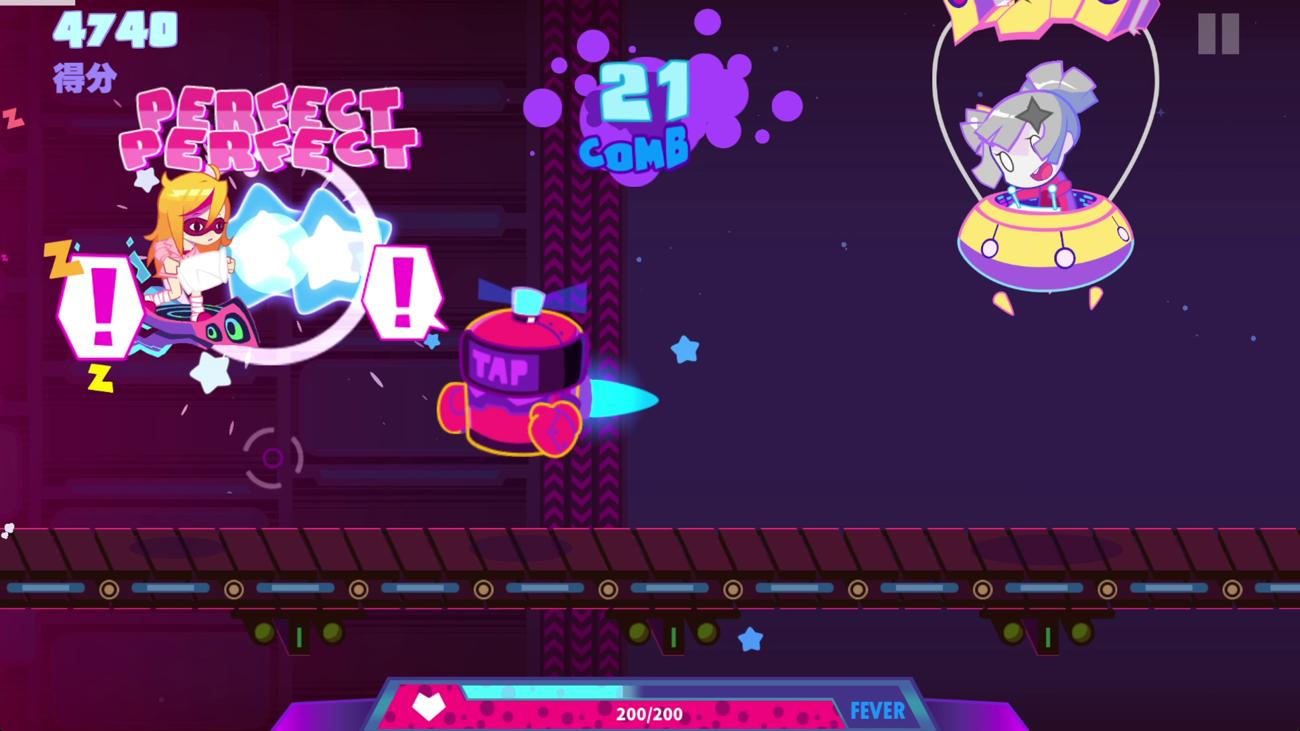 4740
得分
PERFECT
PERFECT
21
COMB
Z
Z
!
!
Z
TAP
200/200
FEVER